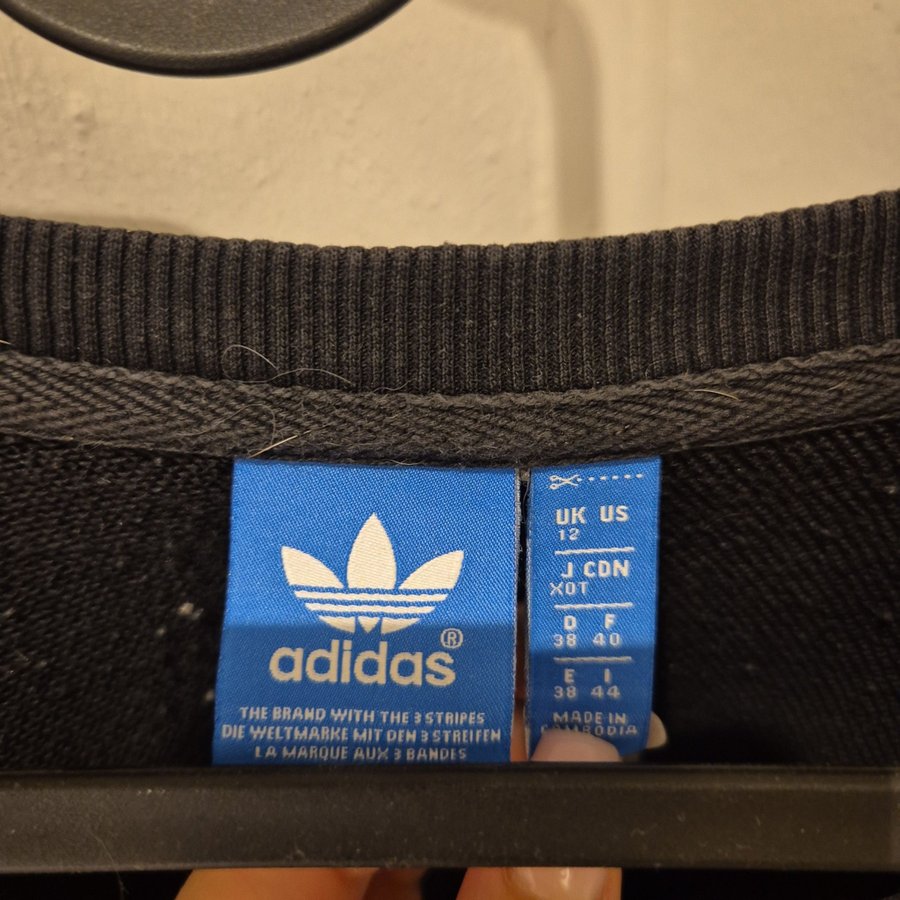 adidas®
THE BRAND WITH THE 3 STRIPES
DIE WELTMARKE MIT DEN 3 STREIFEN
LA MARQUE AUX 3 BANDES
UK US
12
J CDN
XOT
D F
38 40
E I
38 44
MADE IN
CAMBODIA